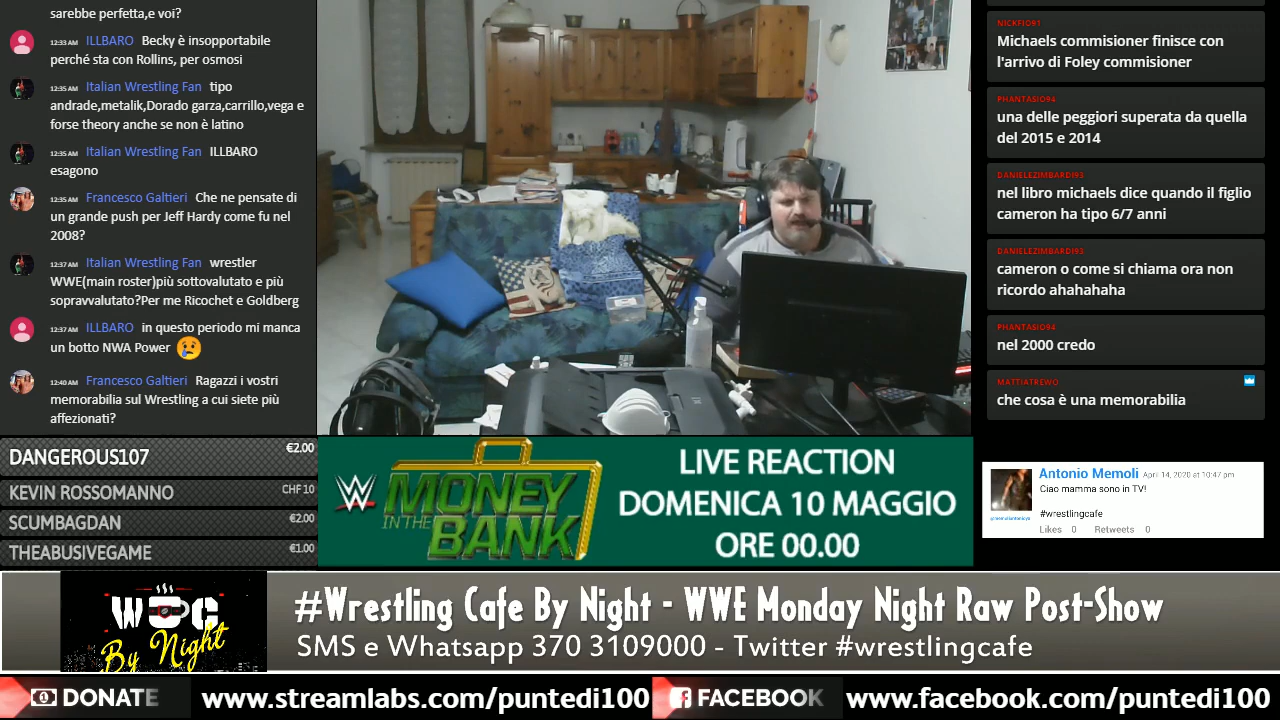 sarebbe perfetta,e voi?
12:33 AM ILLBARO Becky è insopportabile
perché sta con Rollins, per osmosi
12:35 AM Italian Wrestling Fan tipo
andrade,metalik,Dorado garza,carrillo,vega e
forse theory anche se non è latino
12:35 AM Italian Wrestling Fan ILLBARO
esagono
12:35 AM Francesco Galtieri Che ne pensate di
un grande push per Jeff Hardy come fu nel
2008?
12:37 AM Italian Wrestling Fan wrestler
WWE(main roster)più sottovalutato e più
sopravvalutato?Per me Ricochet e Goldberg
12:37 AM ILLBARO in questo periodo mi manca
un botto NWA Power 😢
12:40 AM Francesco Galtieri Ragazzi i vostri
memorabilia sul Wrestling a cui siete più
affezionati?
NICKFIO91
Michaels commisioner finisce con
l'arrivo di Foley commisioner
PHANTASIO94
una delle peggiori superata da quella
del 2015 e 2014
DANIELEZIMBARDI93
nel libro michaels dice quando il figlio
cameron ha tipo 6/7 anni
DANIELEZIMBARDI93
cameron o come si chiama ora non
ricordo ahahahaha
PHANTASIO94
nel 2000 credo
MATTIATREWO
che cosa è una memorabilia
DANGEROUS107 €2.00
KEVIN ROSSOMANNO CHF 10
SCUMBAGDAN €2.00
THEABUSIVEGAME €1.00
W
MONEY
IN THE
BANK
LIVE REACTION
DOMENICA 10 MAGGIO
ORE 00.00
Antonio Memoli April 14, 2020 at 10:47 pm
Ciao mamma sono in TV!
#wrestlingcafe
Likes 0 Retweets 0
W C
By Night
#Wrestling Cafe By Night - WWE Monday Night Raw Post-Show
SMS e Whatsapp 370 3109000 - Twitter #wrestlingcafe
DONATE www.streamlabs.com/puntedi100 FACEBOOK www.facebook.com/puntedi100